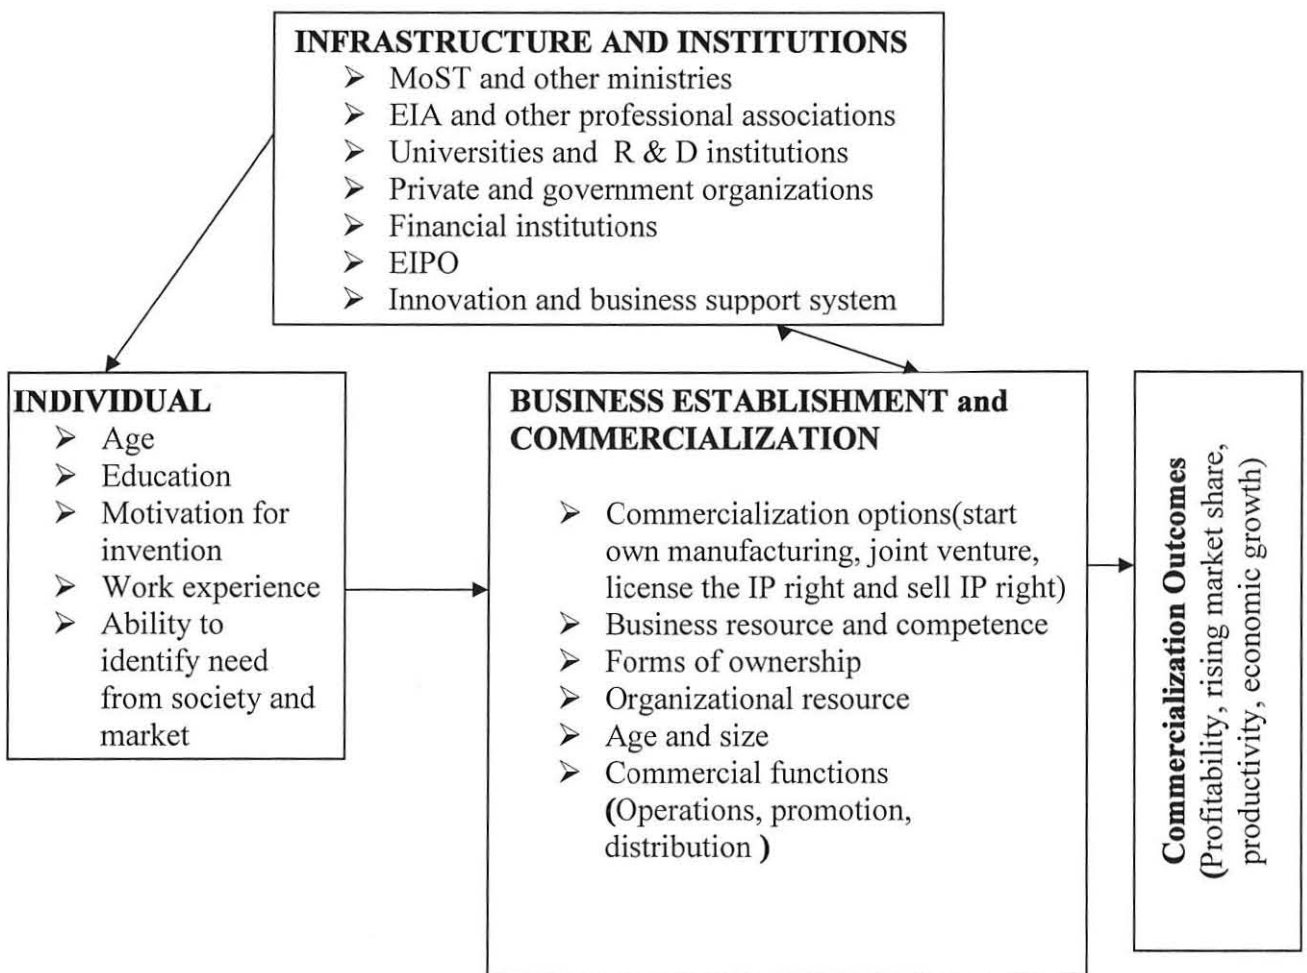 INFRASTRUCTURE AND INSTITUTIONS
➢ MoST and other ministries
➢ EIA and other professional associations
➢ Universities and R & D institutions
➢ Private and government organizations
➢ Financial institutions
➢ EIPO
➢ Innovation and business support system
INDIVIDUAL
➢ Age
➢ Education
➢ Motivation for
invention
➢ Work experience
➢ Ability to
identify need
from society and
market
BUSINESS ESTABLISHMENT and
COMMERCIALIZATION
➢ Commercialization options(start
own manufacturing, joint venture,
license the IP right and sell IP right)
➢ Business resource and competence
➢ Forms of ownership
➢ Organizational resource
➢ Age and size
➢ Commercial functions
(Operations, promotion,
distribution )
Commercialization Outcomes
(Profitability, rising market share,
productivity, economic growth)